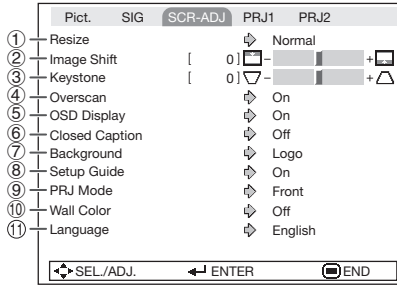 Pict. SIG SCR-ADJ PRJ1 PRJ2
① Resize Normal
② Image Shift [ 0 ] − +
③ Keystone [ 0 ] − +
④ Overscan On
⑤ OSD Display On
⑥ Closed Caption Off
⑦ Background Logo
⑧ Setup Guide On
⑨ PRJ Mode Front
⑩ Wall Color Off
⑪ Language English
SEL./ADJ. ENTER END